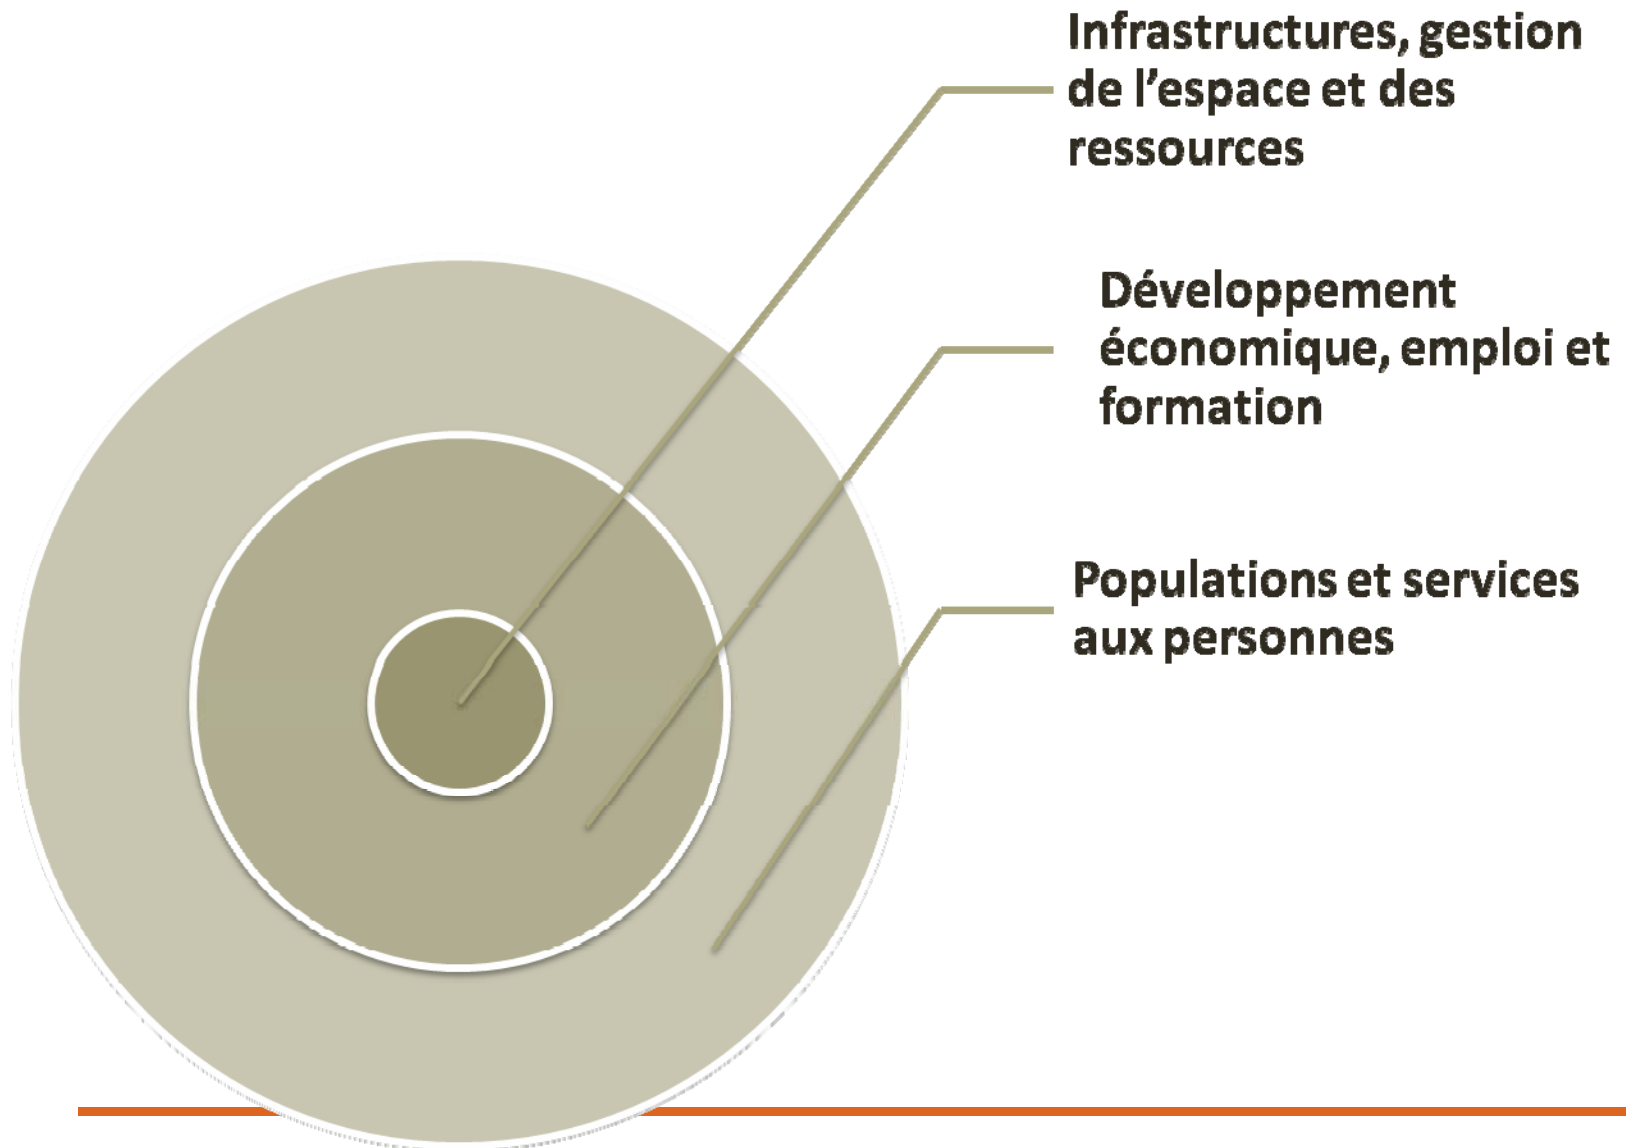 Infrastructures, gestion
de l’espace et des
ressources
Développement
économique, emploi et
formation
Populations et services
aux personnes